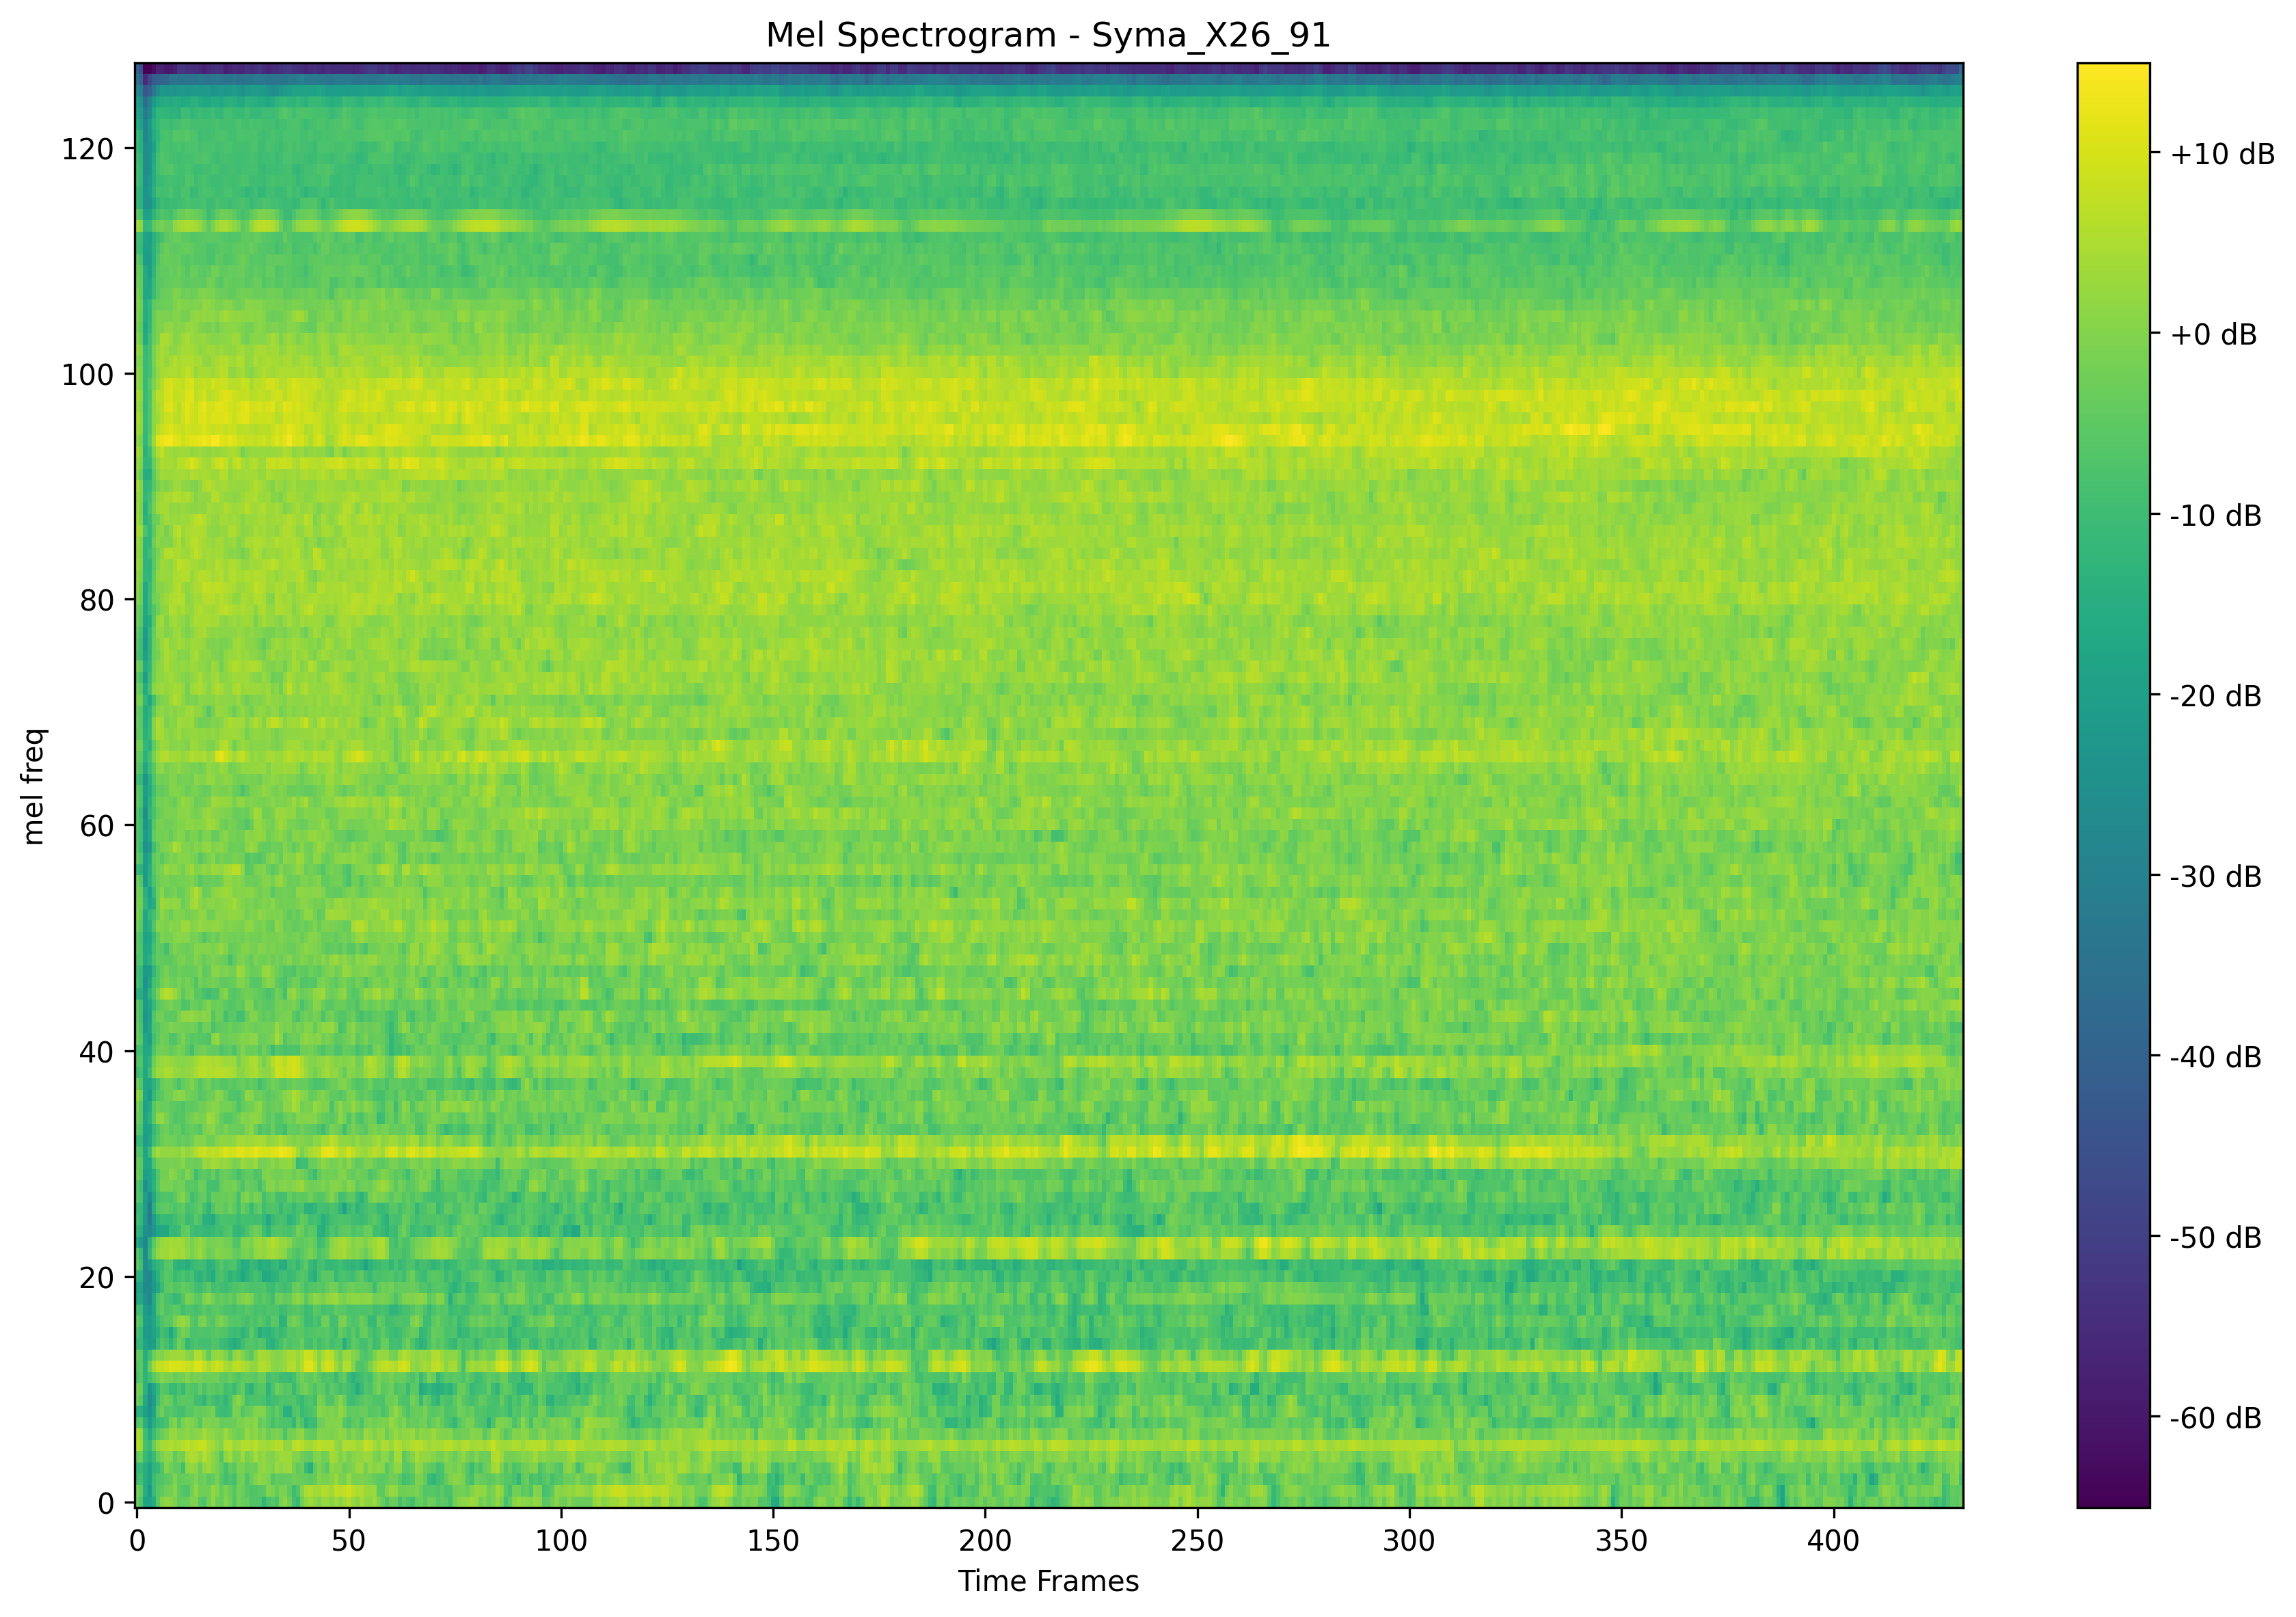 Mel Spectrogram - Syma_X26_91
120
100
80
60
40
20
0
mel freq
0 50 100 150 200 250 300 350 400
Time Frames
+10 dB
+0 dB
-10 dB
-20 dB
-30 dB
-40 dB
-50 dB
-60 dB